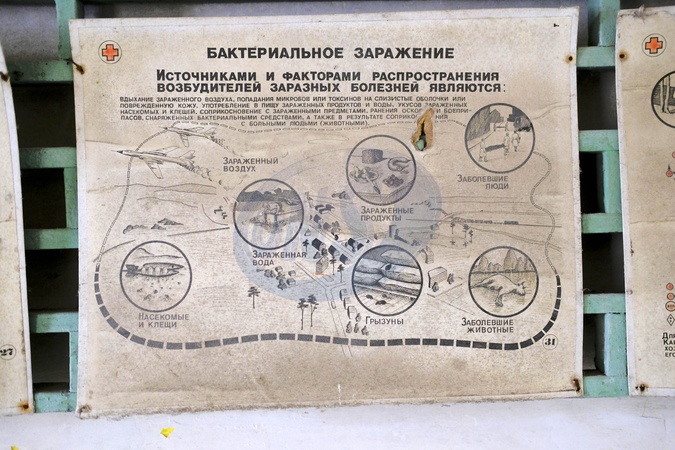 БАКТЕРИАЛЬНОЕ ЗАРАЖЕНИЕ
ИСТОЧНИКАМИ И ФАКТОРАМИ РАСПРОСТРАНЕНИЯ
ВОЗБУДИТЕЛЕЙ ЗАРАЗНЫХ БОЛЕЗНЕЙ ЯВЛЯЮТСЯ:
ВДЫХАНИЕ ЗАРАЖЕННОГО ВОЗДУХА, ПОПАДАНИЯ МИКРОБОВ ИЛИ ТОКСИНОВ НА СЛИЗИСТЫЕ ОБОЛОЧКИ ИЛИ
ПОВРЕЖДЕННУЮ КОЖУ, УПОТРЕБЛЕНИЕ В ПИЩУ ЗАРАЖЕННЫХ ПРОДУКТОВ И ВОДЫ, УКУСОВ ЗАРАЖЕННЫХ
НАСЕКОМЫХ И КЛЕЩЕЙ, СОПРИКОСНОВЕНИЕ С ЗАРАЖЕННЫМИ ПРЕДМЕТАМИ, РАНЕНИЯ И БОЕПРИ-
ПАСОВ, СНАРЯЖЕННЫХ БАКТЕРИАЛЬНЫМИ СРЕДСТВАМИ, А ТАКЖЕ В РЕЗУЛЬТАТЕ
С БОЛЬНЫМИ ЛЮДЬМИ (ЖИВОТНЫМИ).
ЗАРАЖЕННЫЙ
ВОЗДУХ
ЗАБОЛЕВШИЕ
ЛЮДИ
ЗАРАЖЕННЫЕ
ПРОДУКТЫ
ЗАРАЖЕННАЯ
ВОДА
НАСЕКОМЫЕ
И КЛЕЩИ
ГРЫЗУНЫ
ЗАБОЛЕВШИЕ
ЖИВОТНЫЕ
31
27